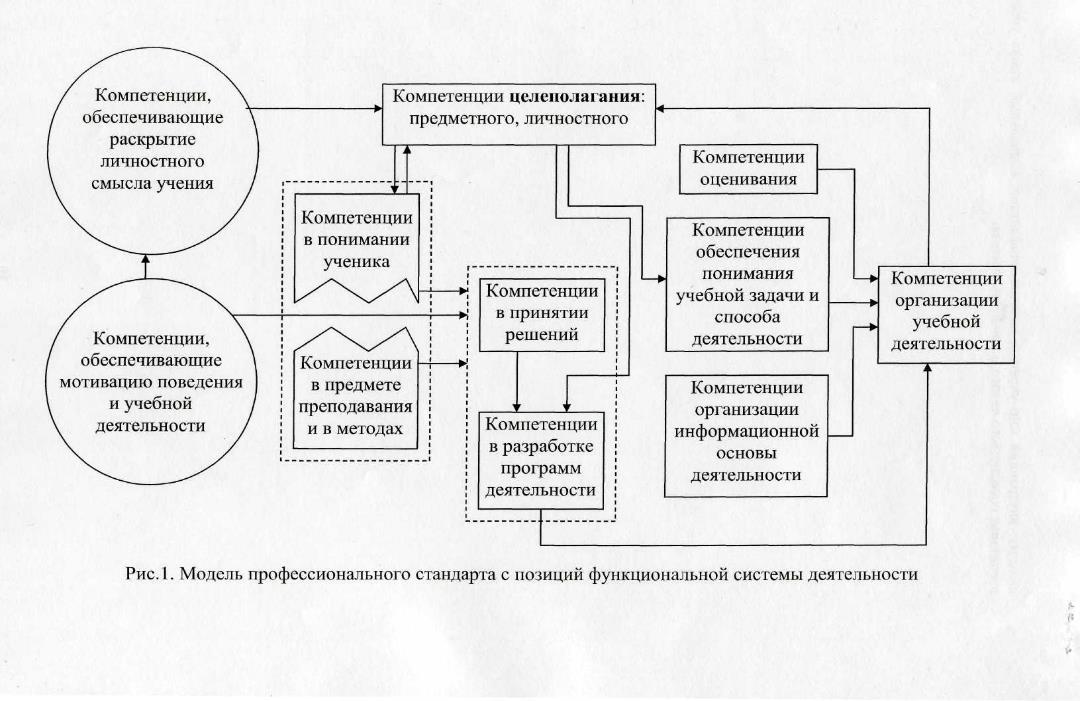 Компетенции,
обеспечивающие
раскрытие
личностного
смысла учения
Компетенции целеполагания:
предметного, личностного
Компетенции
оценивания
Компетенции
в понимании
ученика
Компетенции
обеспечения
понимания
учебной задачи и
способа
деятельности
Компетенции
организации
учебной
деятельности
Компетенции
в принятии
решений
Компетенции,
обеспечивающие
мотивацию поведения
и учебной
деятельности
Компетенции
в предмете
преподавания
и в методах
Компетенции
организации
информационной
основы
деятельности
Компетенции
в разработке
программ
деятельности
Рис.1. Модель профессионального стандарта с позиций функциональной системы деятельности